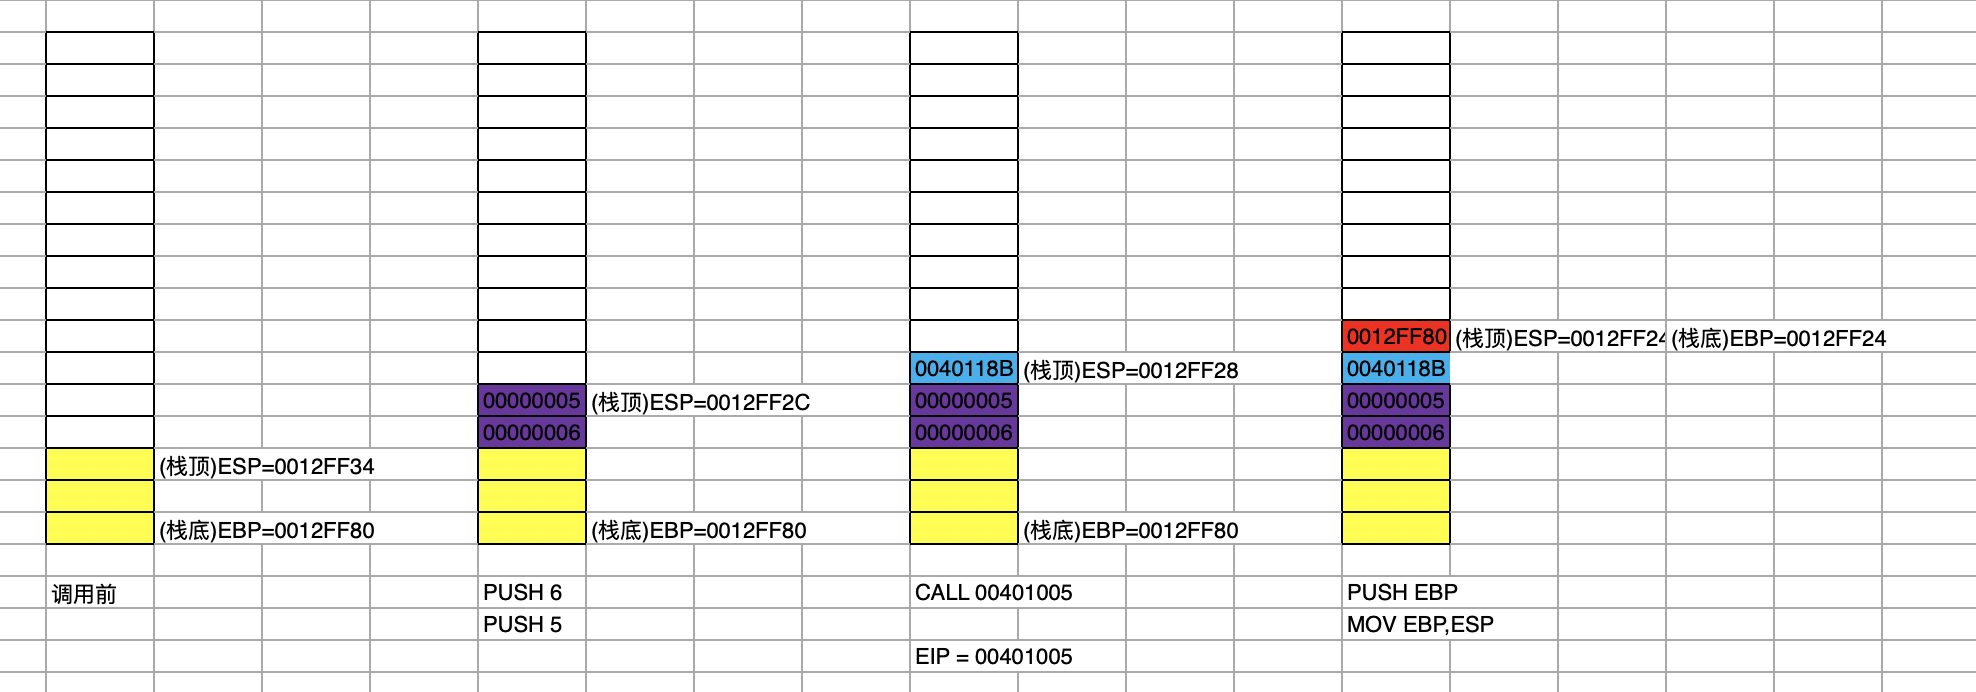 0012FF80 (栈顶)ESP=0012FF24 (栈底)EBP=0012FF24
0040118B (栈顶)ESP=0012FF28 0040118B
00000005 (栈顶)ESP=0012FF2C 00000005 00000005
00000006 00000006 00000006
(栈顶)ESP=0012FF34
(栈底)EBP=0012FF80 (栈底)EBP=0012FF80 (栈底)EBP=0012FF80
调用前 PUSH 6 CALL 00401005 PUSH EBP
PUSH 5 MOV EBP,ESP
EIP = 00401005